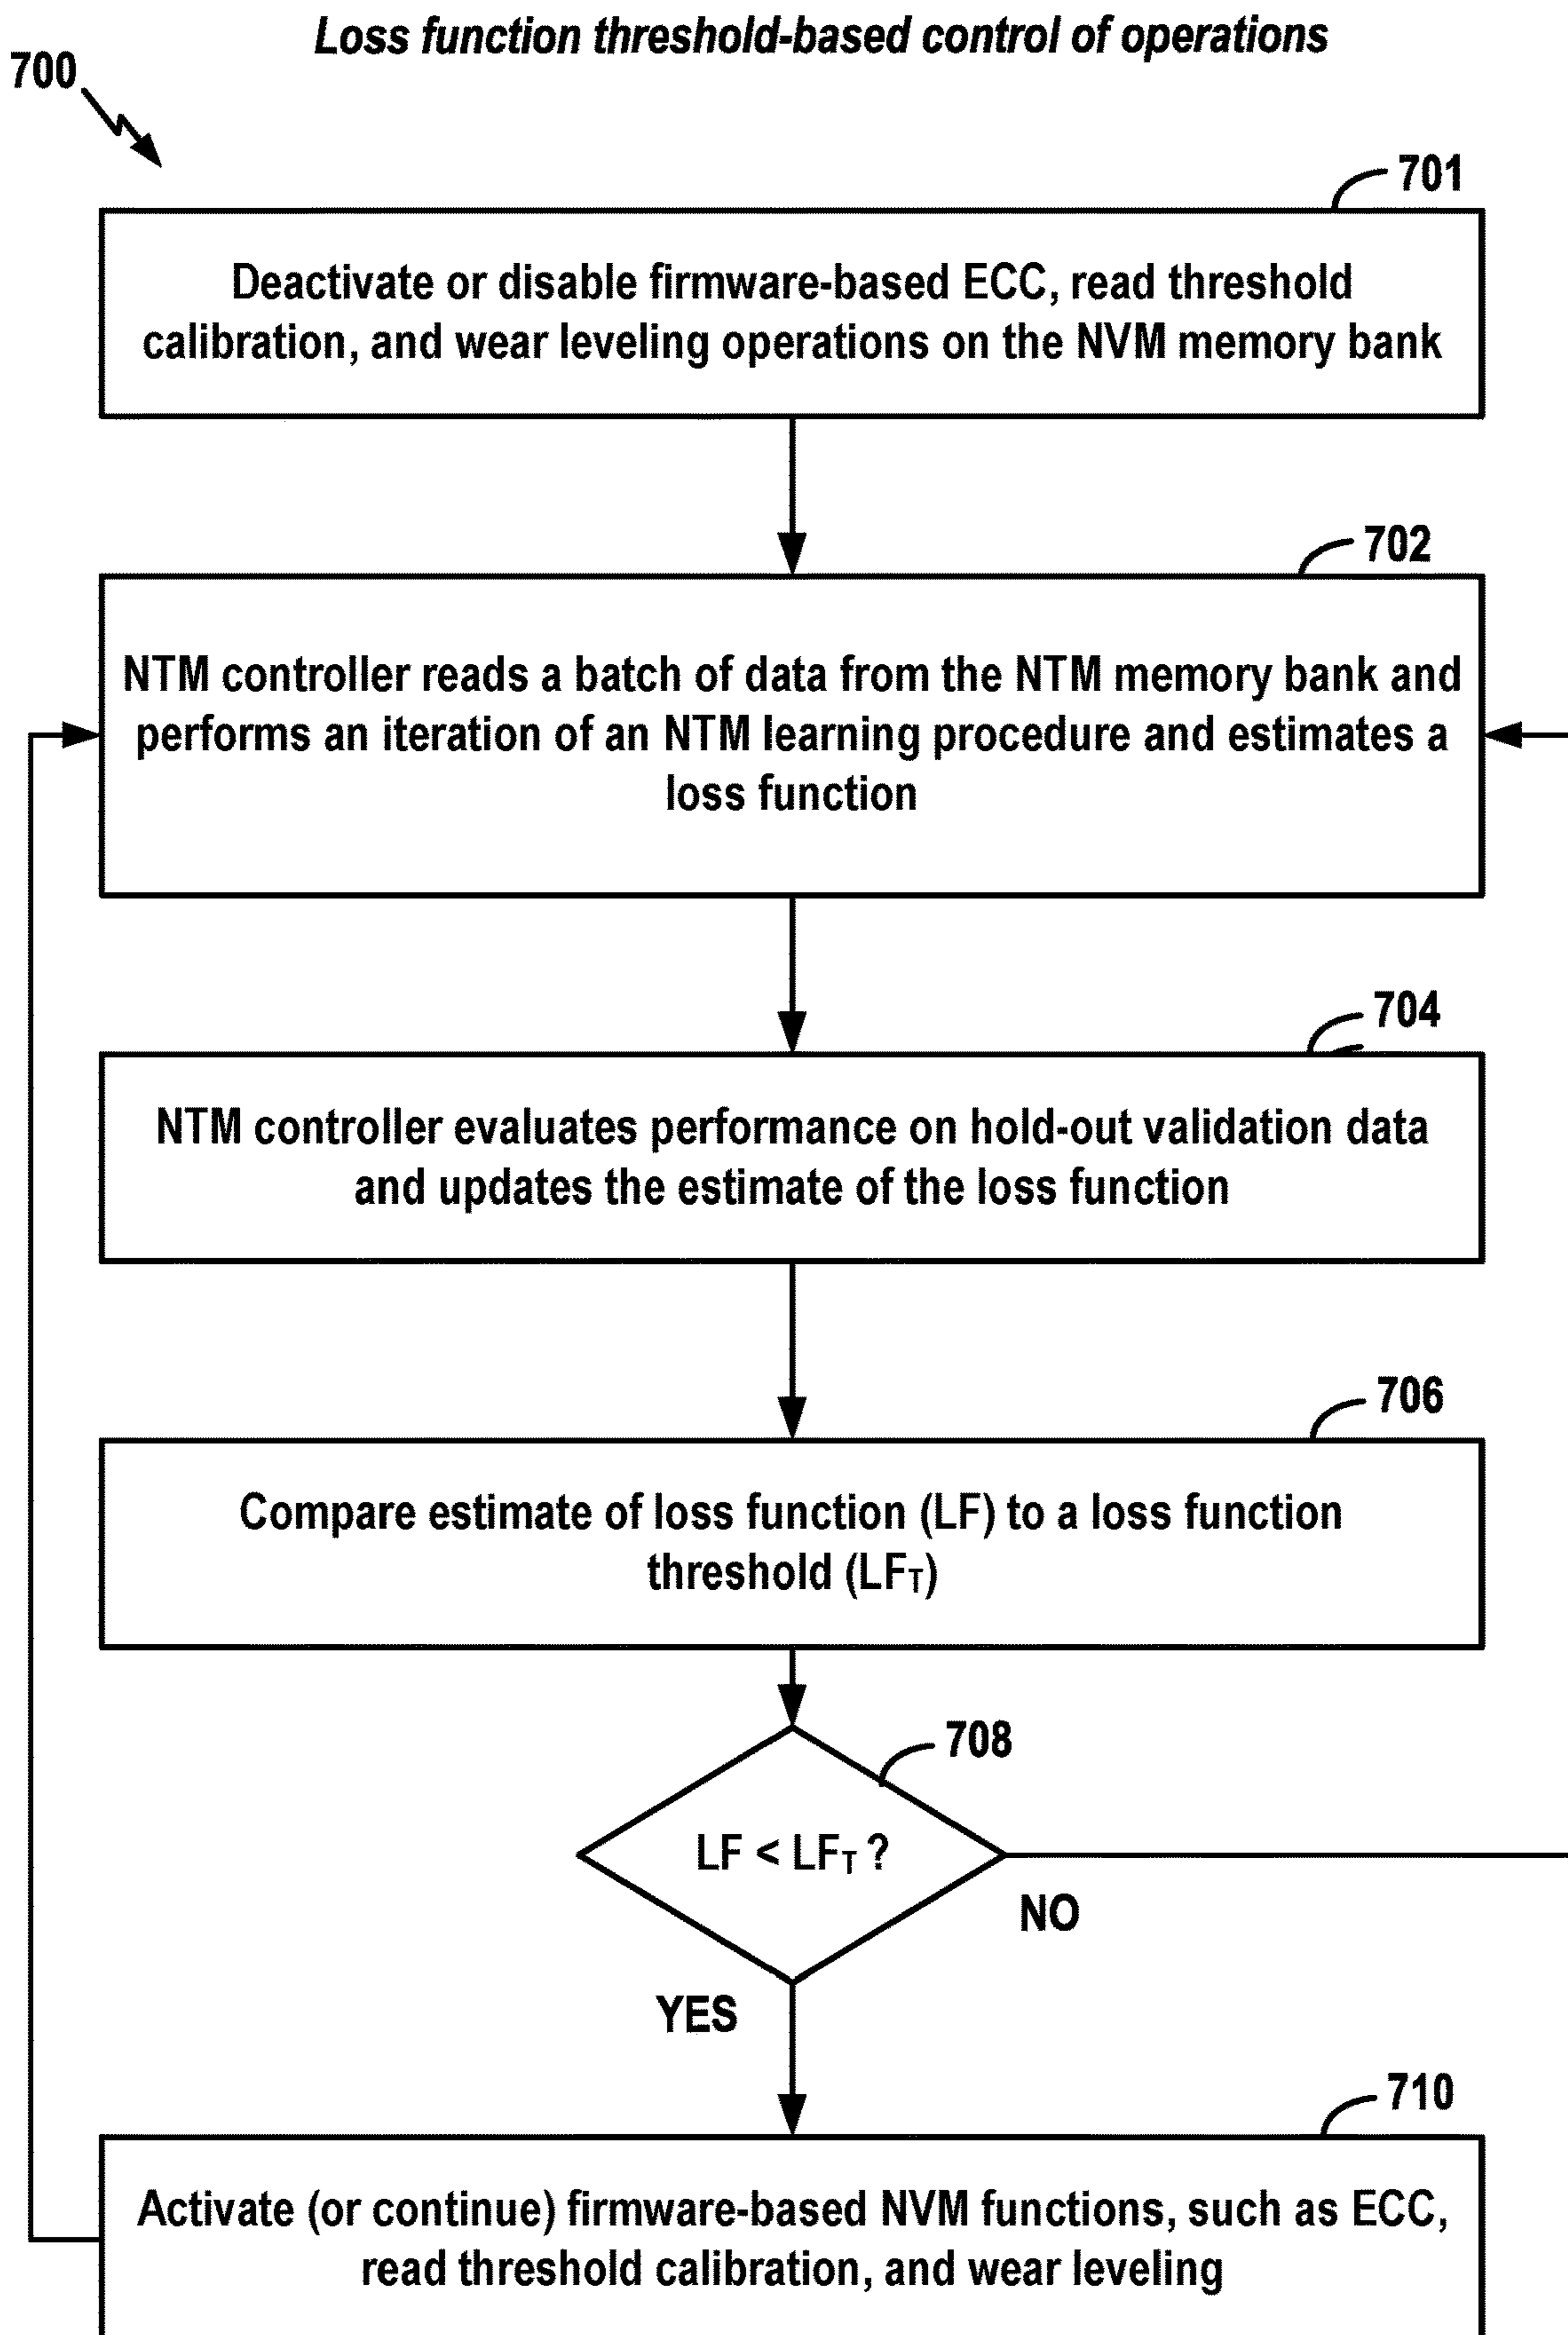 Loss function threshold-based control of operations
700
701
Deactivate or disable firmware-based ECC, read threshold
calibration, and wear leveling operations on the NVM memory bank
702
NTM controller reads a batch of data from the NTM memory bank and
performs an iteration of an NTM learning procedure and estimates a
loss function
704
NTM controller evaluates performance on hold-out validation data
and updates the estimate of the loss function
706
Compare estimate of loss function (LF) to a loss function
threshold (LFT)
708
LF < LFT ?
NO
YES
710
Activate (or continue) firmware-based NVM functions, such as ECC,
read threshold calibration, and wear leveling